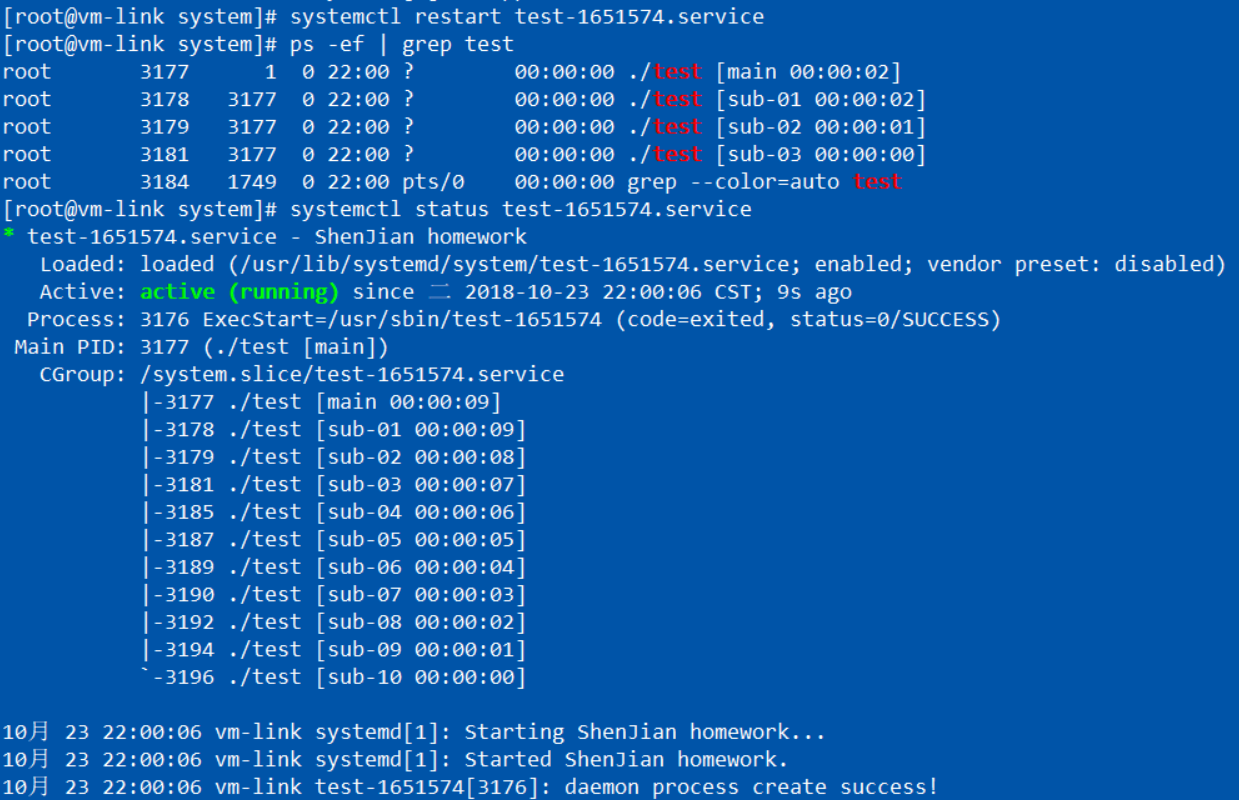 [root@vm-link system]# systemctl restart test-1651574.service
[root@vm-link system]# ps -ef | grep test
root       3177      1  0 22:00 ?        00:00:00 ./test [main 00:00:02]
root       3178   3177  0 22:00 ?        00:00:00 ./test [sub-01 00:00:02]
root       3179   3177  0 22:00 ?        00:00:00 ./test [sub-02 00:00:01]
root       3181   3177  0 22:00 ?        00:00:00 ./test [sub-03 00:00:00]
root       3184   1749  0 22:00 pts/0    00:00:00 grep --color=auto test
[root@vm-link system]# systemctl status test-1651574.service
* test-1651574.service - ShenJian homework
   Loaded: loaded (/usr/lib/systemd/system/test-1651574.service; enabled; vendor preset: disabled)
   Active: active (running) since 二 2018-10-23 22:00:06 CST; 9s ago
  Process: 3176 ExecStart=/usr/sbin/test-1651574 (code=exited, status=0/SUCCESS)
 Main PID: 3177 (./test [main])
   CGroup: /system.slice/test-1651574.service
           |-3177 ./test [main 00:00:09]
           |-3178 ./test [sub-01 00:00:09]
           |-3179 ./test [sub-02 00:00:08]
           |-3181 ./test [sub-03 00:00:07]
           |-3185 ./test [sub-04 00:00:06]
           |-3187 ./test [sub-05 00:00:05]
           |-3189 ./test [sub-06 00:00:04]
           |-3190 ./test [sub-07 00:00:03]
           |-3192 ./test [sub-08 00:00:02]
           |-3194 ./test [sub-09 00:00:01]
           `-3196 ./test [sub-10 00:00:00]
10月 23 22:00:06 vm-link systemd[1]: Starting ShenJian homework...
10月 23 22:00:06 vm-link systemd[1]: Started ShenJian homework.
10月 23 22:00:06 vm-link test-1651574[3176]: daemon process create success!